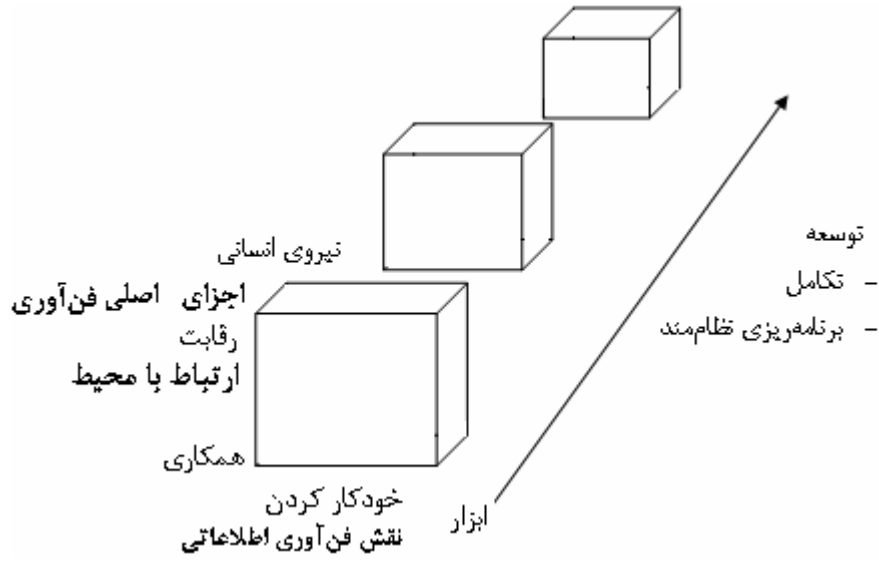 نیروی انسانی
اجزای اصلی فن‌آوری
رقابت
ارتباط با محیط
همکاری
خودکار کردن
نقش فن‌آوری اطلاعاتی
ابزار
توسعه
- تکامل
- برنامه‌ریزی نظام‌مند